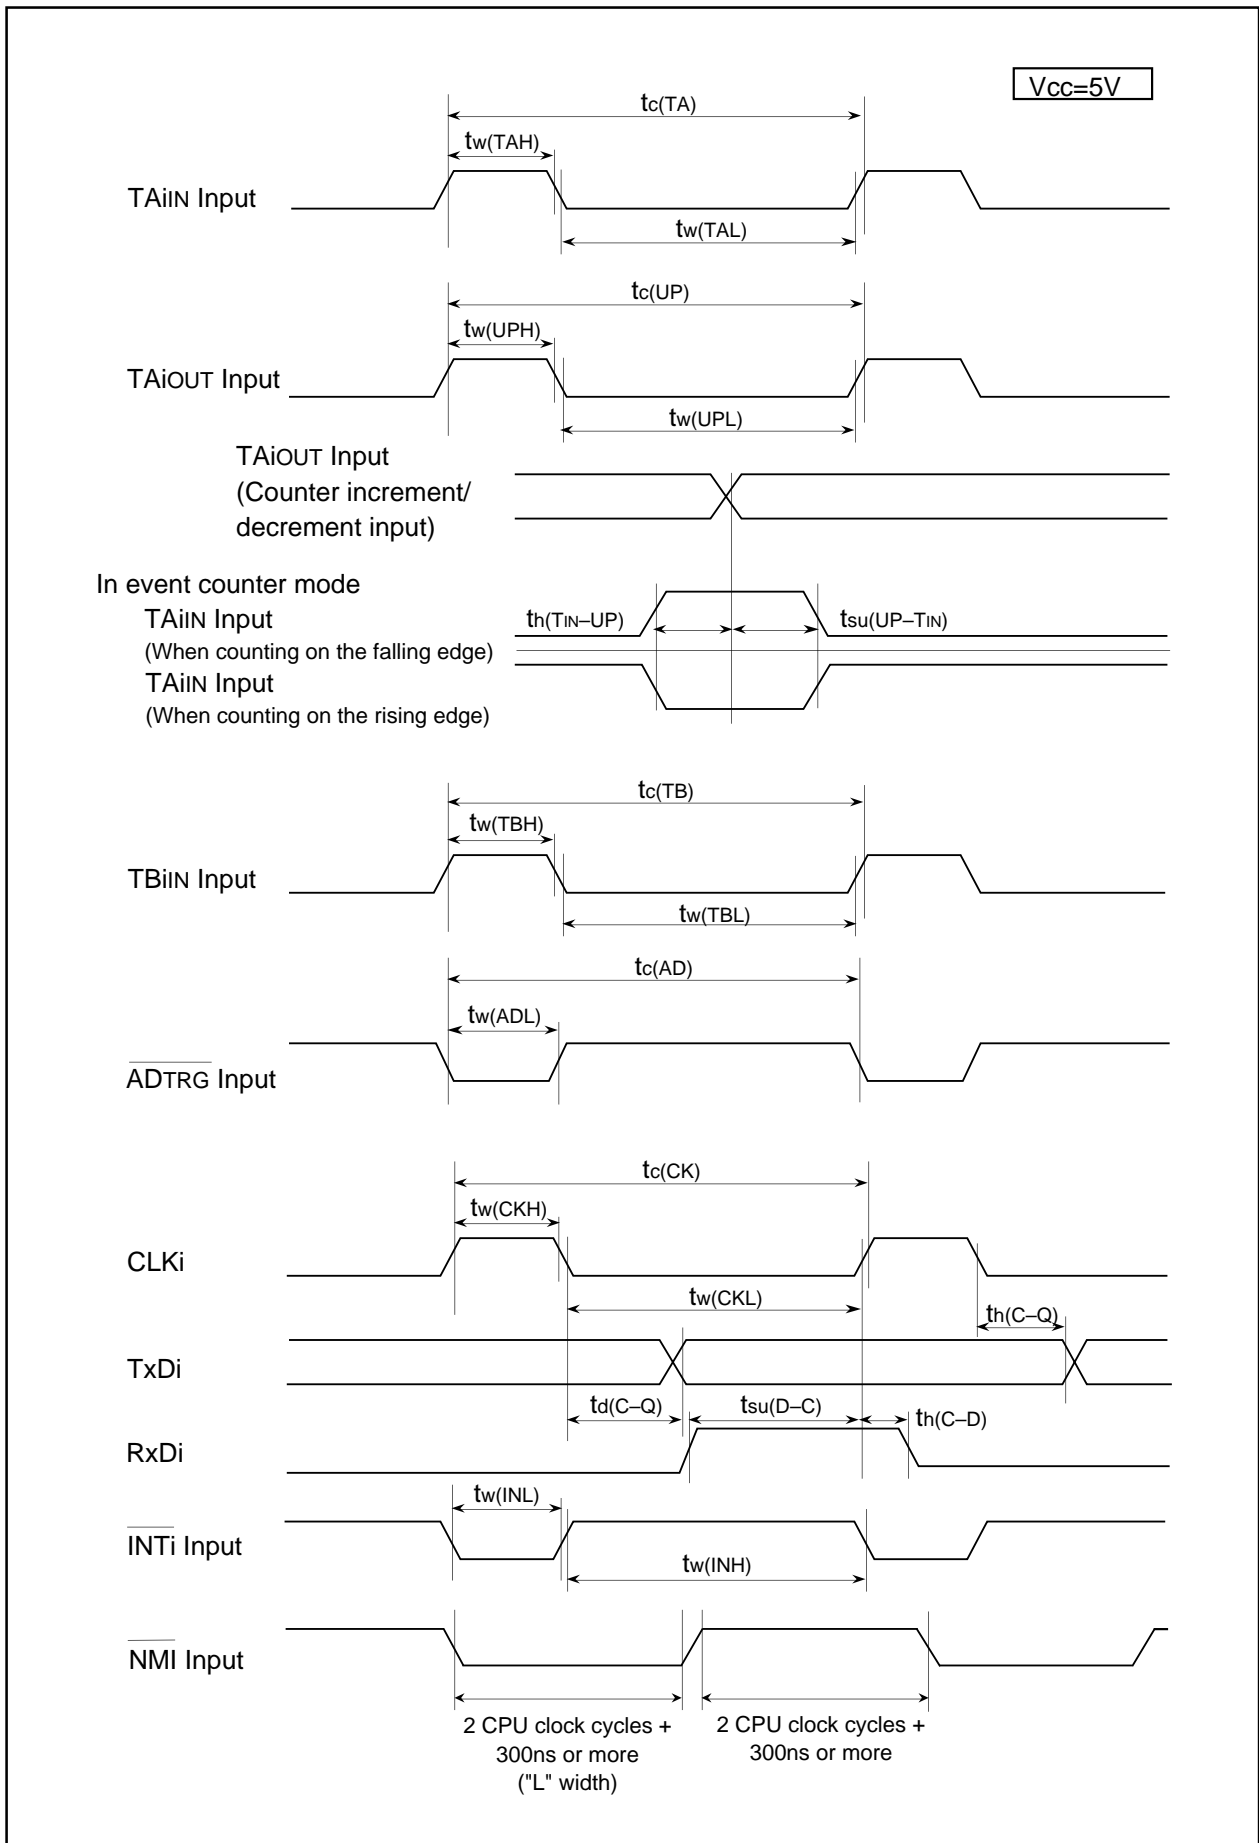 Vcc=5V
tc(TA)
tw(TAH)
TAiIN Input
tw(TAL)
tc(UP)
tw(UPH)
TAiOUT Input
tw(UPL)
TAiOUT Input
(Counter increment/
decrement input)
In event counter mode
TAiIN Input
(When counting on the falling edge)
th(TIN–UP)
tsu(UP–TIN)
TAiIN Input
(When counting on the rising edge)
tc(TB)
tw(TBH)
TBiIN Input
tw(TBL)
tc(AD)
tw(ADL)
ADTRG Input
tc(CK)
tw(CKH)
CLKi
tw(CKL)
th(C–Q)
TxDi
td(C–Q)
tsu(D–C)
th(C–D)
RxDi
tw(INL)
INTi Input
tw(INH)
NMI Input
2 CPU clock cycles +
300ns or more
("L" width)
2 CPU clock cycles +
300ns or more